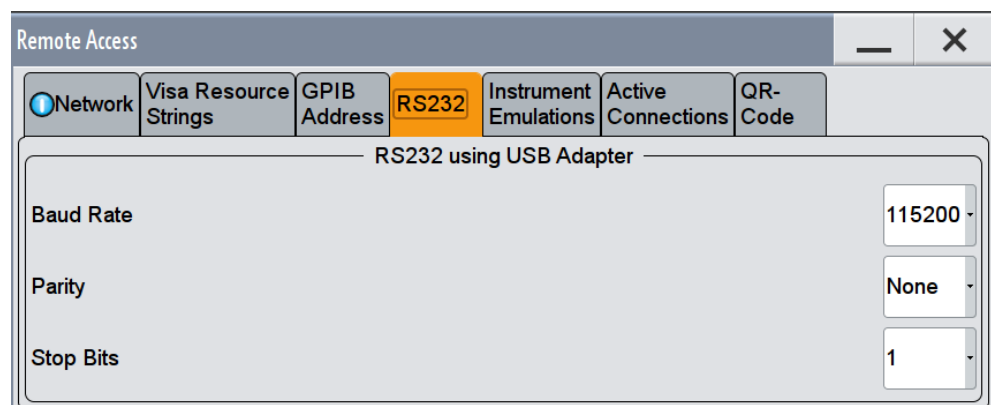 Remote Access
Network
Visa Resource
Strings
GPIB
Address
RS232
Instrument
Emulations
Active
Connections
QR-
Code
RS232 using USB Adapter
Baud Rate 115200
Parity None
Stop Bits 1